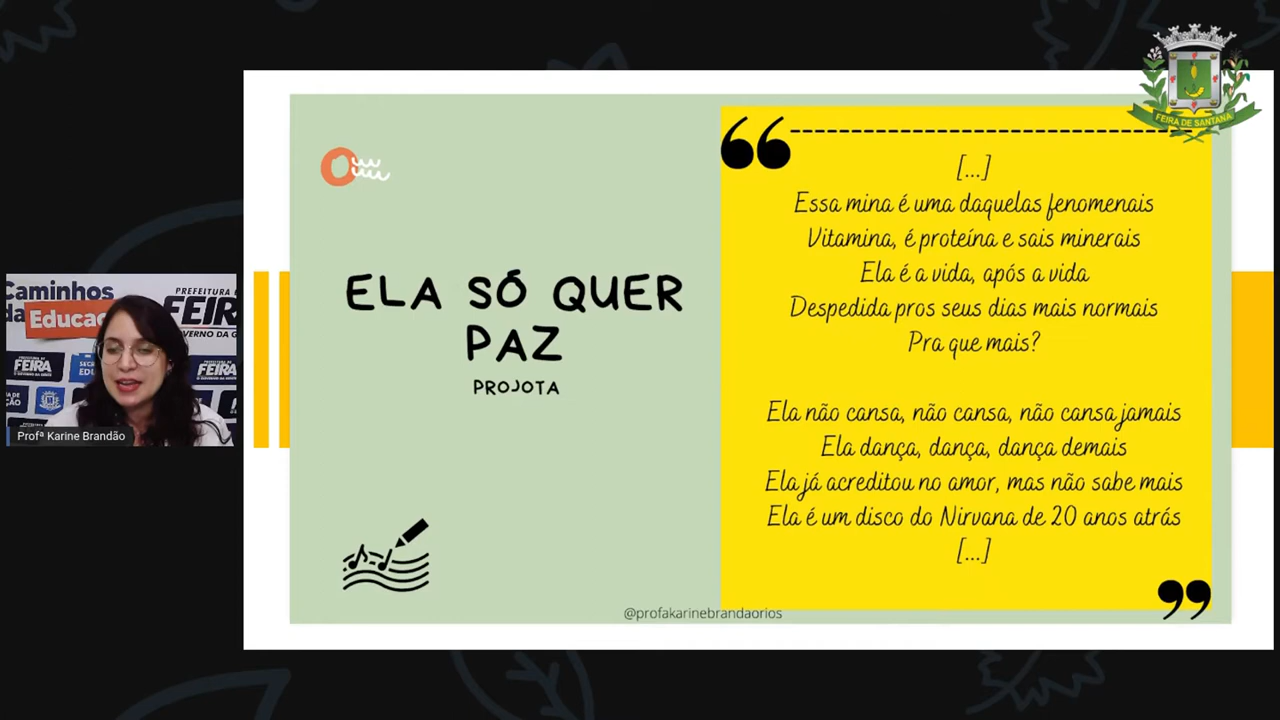 FEIRA DE SANTANA
“
[...]
Essa mina é uma daquelas fenomenais
Vitamina, é proteína e sais minerais
Ela é a vida, após a vida
Despedida pros seus dias mais normais
Pra que mais?
Ela não cansa, não cansa, não cansa jamais
Ela dança, dança, dança demais
Ela já acreditou no amor, mas não sabe mais
Ela é um disco do Nirvana de 20 anos atrás
[...]
”
ELA SÓ QUER
PAZ
PROJOTA
@profakarinebrandaorios
Caminhos
da Educaç
PREFEITURA
FEIR
VERNO DA G
FEIRA
FEIRA
FEIRA
Profª Karine Brandão